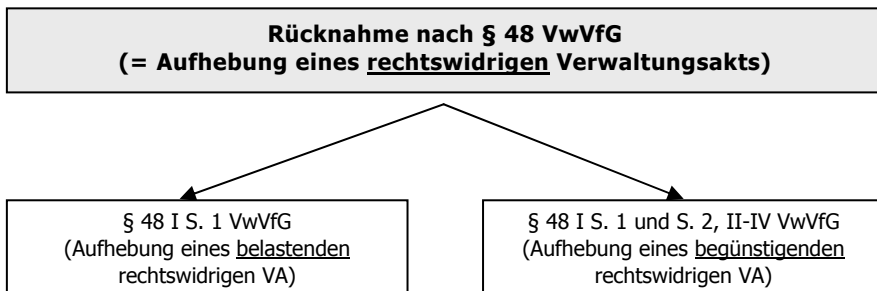 Rücknahme nach § 48 VwVfG
(= Aufhebung eines rechtswidrigen Verwaltungsakts)
§ 48 I S. 1 VwVfG
(Aufhebung eines belastenden
rechtswidrigen VA)
§ 48 I S. 1 und S. 2, II-IV VwVfG
(Aufhebung eines begünstigenden
rechtswidrigen VA)